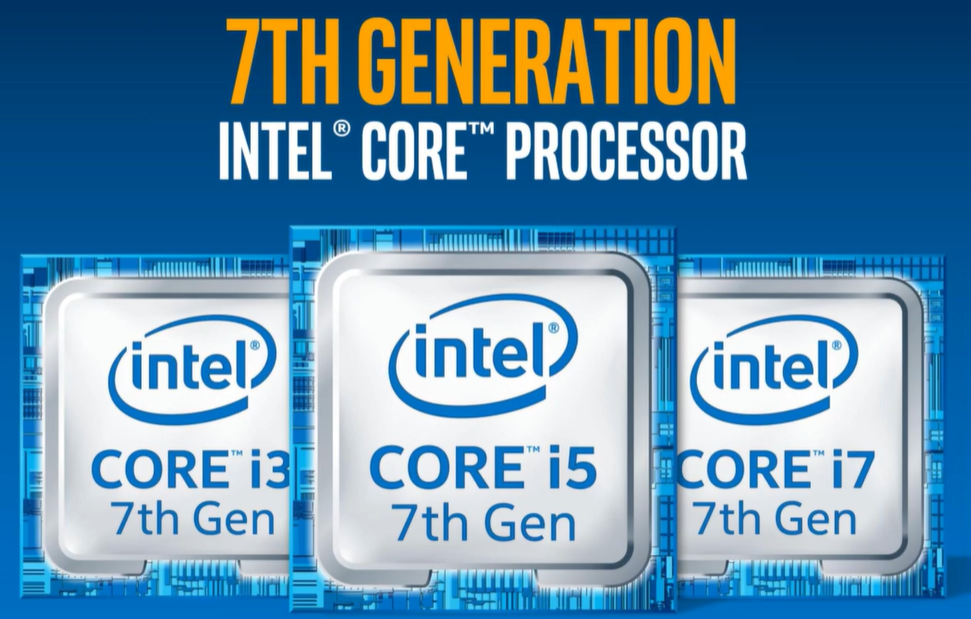 7TH GENERATION
INTEL® CORE™ PROCESSOR
intel®
CORE™ i3
7th Gen
intel®
CORE™ i5
7th Gen
intel®
CORE™ i7
7th Gen